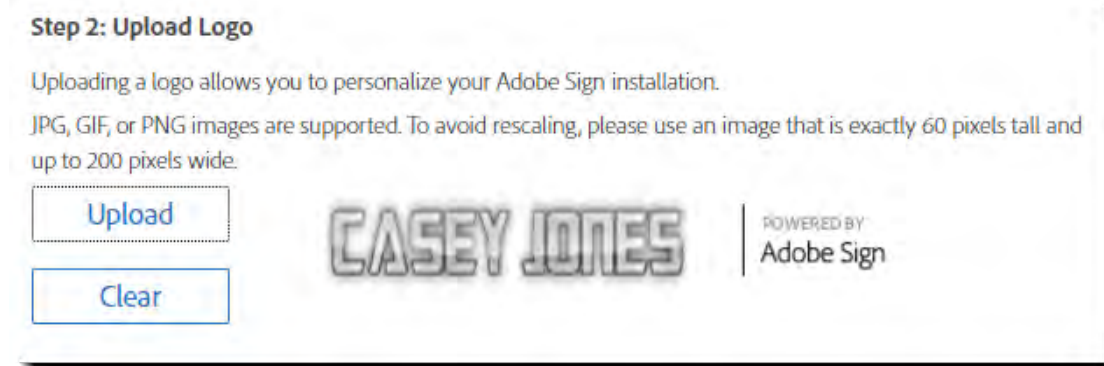 Step 2: Upload Logo
Uploading a logo allows you to personalize your Adobe Sign installation.
JPG, GIF, or PNG images are supported. To avoid rescaling, please use an image that is exactly 60 pixels tall and
up to 200 pixels wide.
Upload
CASEY JONES
POWERED BY
Adobe Sign
Clear